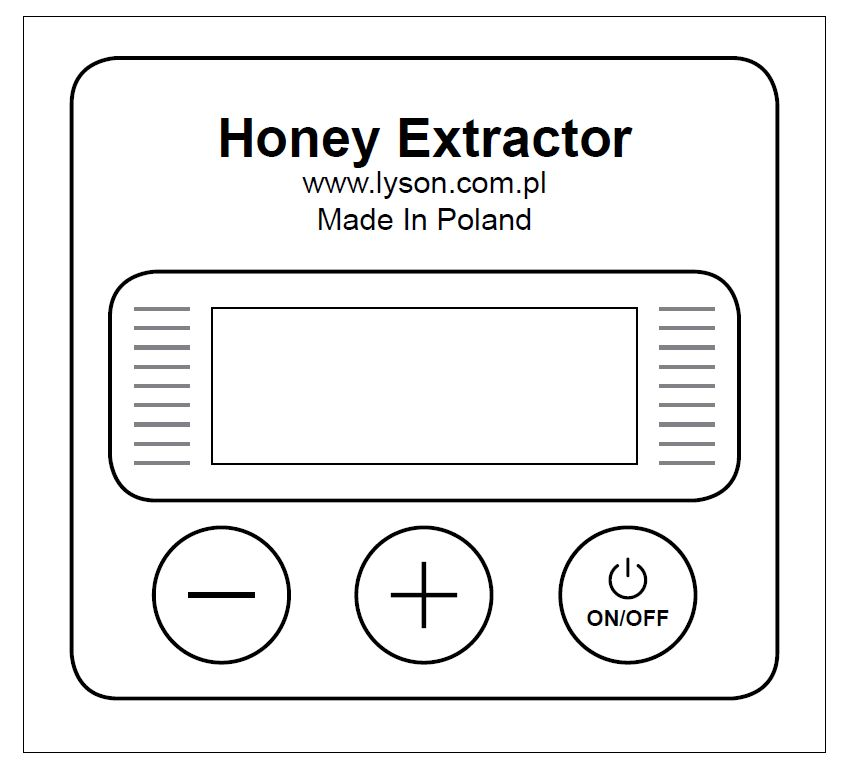 Honey Extractor
www.lyson.com.pl
Made In Poland
ON/OFF